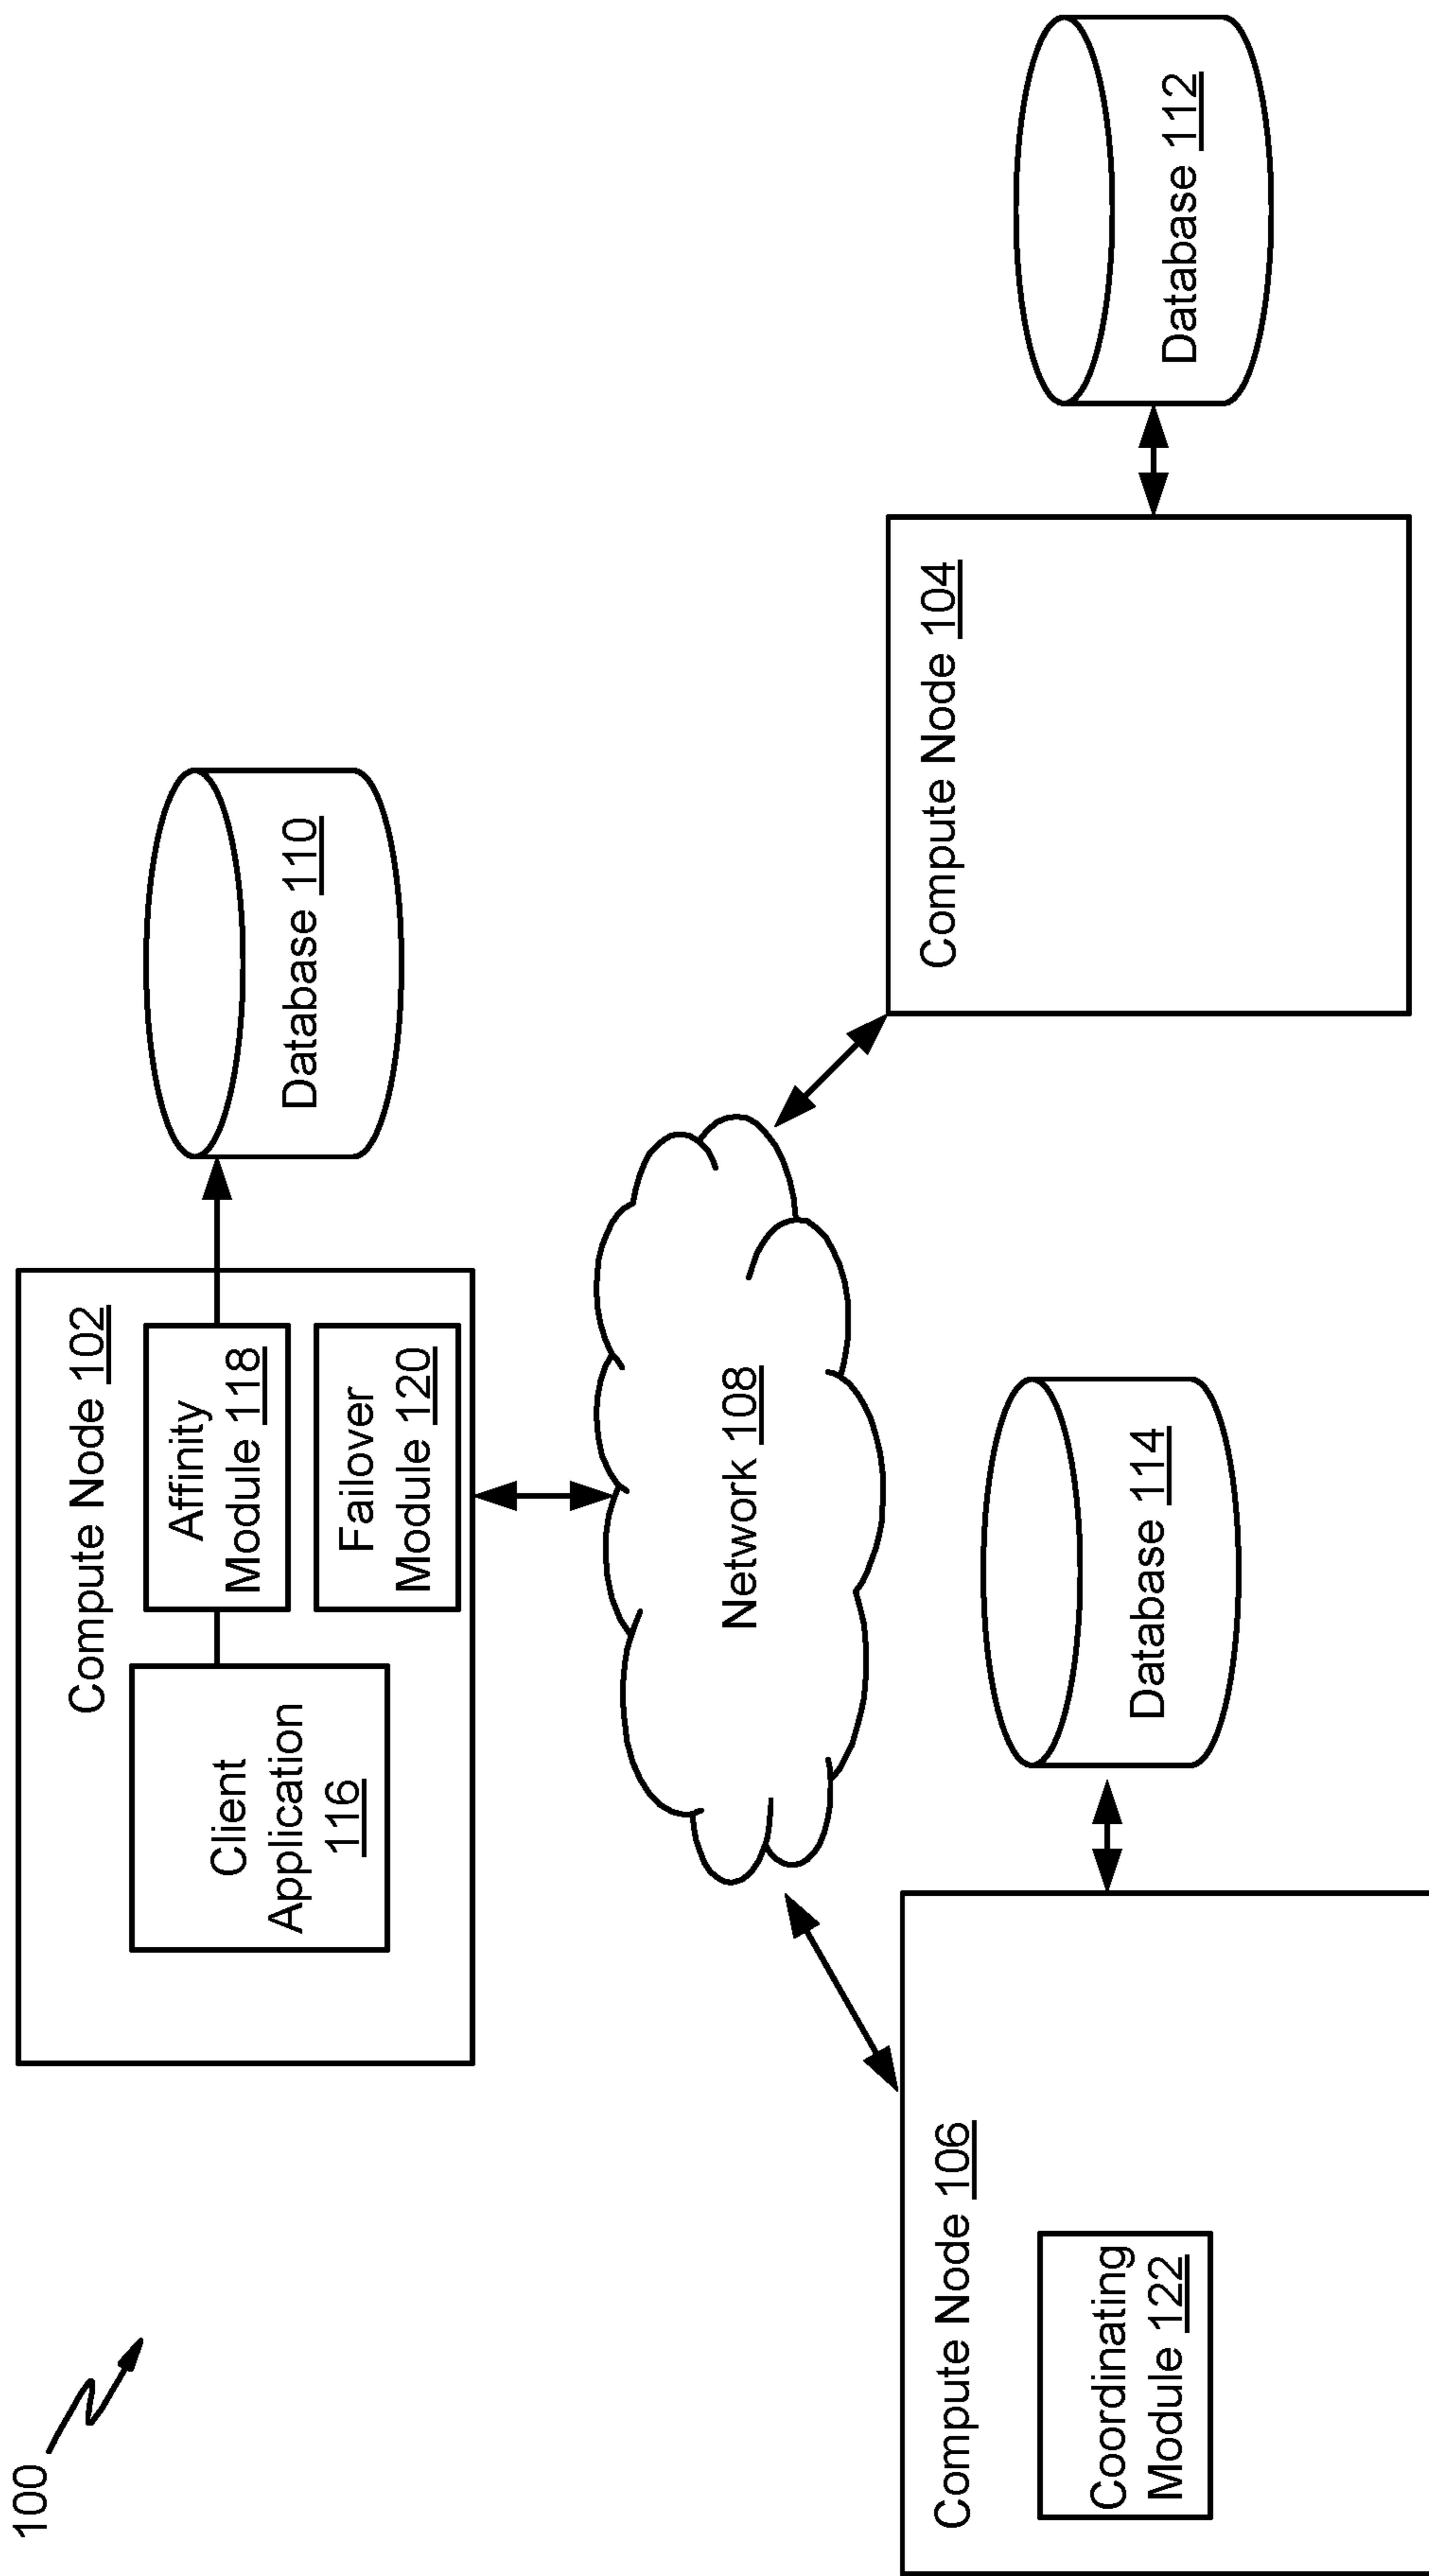 100
Compute Node 102
Client
Application
116
Affinity
Module 118
Failover
Module 120
Database 110
Network 108
Compute Node 106
Coordinating
Module 122
Database 114
Compute Node 104
Database 112